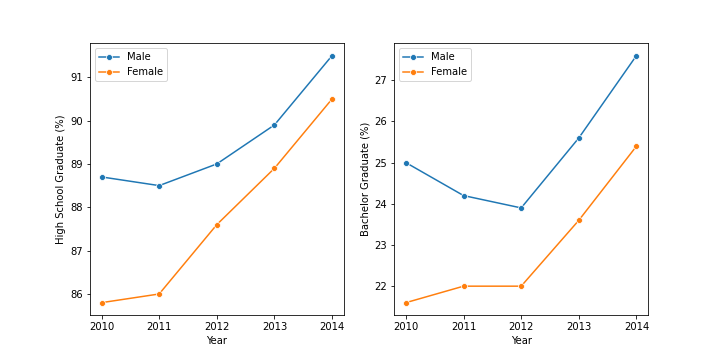 Male
Female
91
90
89
88
87
86
High School Graduate (%)
2010 2011 2012 2013 2014
Year
Male
Female
27
26
25
24
23
22
Bachelor Graduate (%)
2010 2011 2012 2013 2014
Year